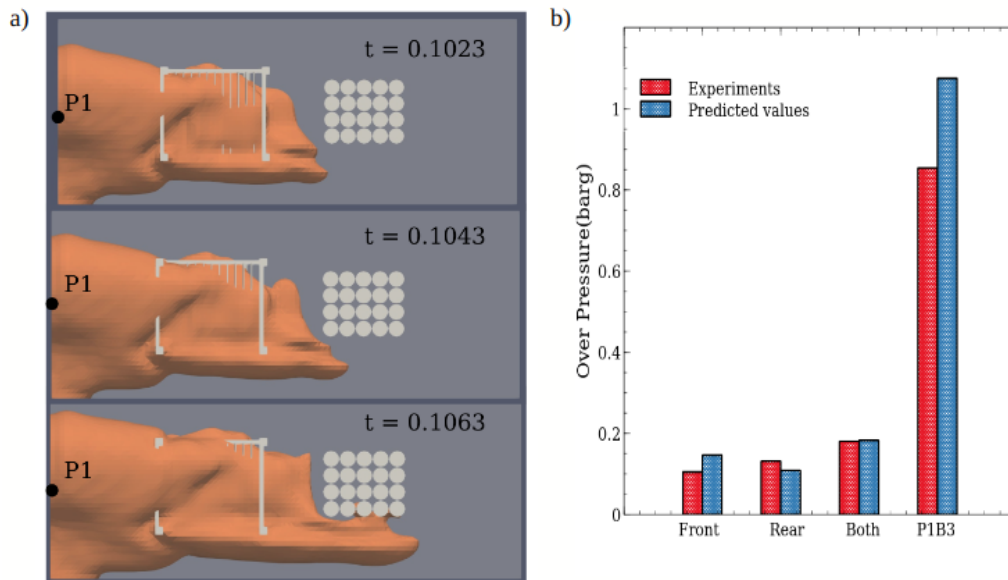 a)
t = 0.1023
P1
t = 0.1043
P1
t = 0.1063
P1
b)
Over Pressure(barg)
Experiments
Predicted values
1
0.8
0.6
0.4
0.2
0
Front Rear Both P1B3